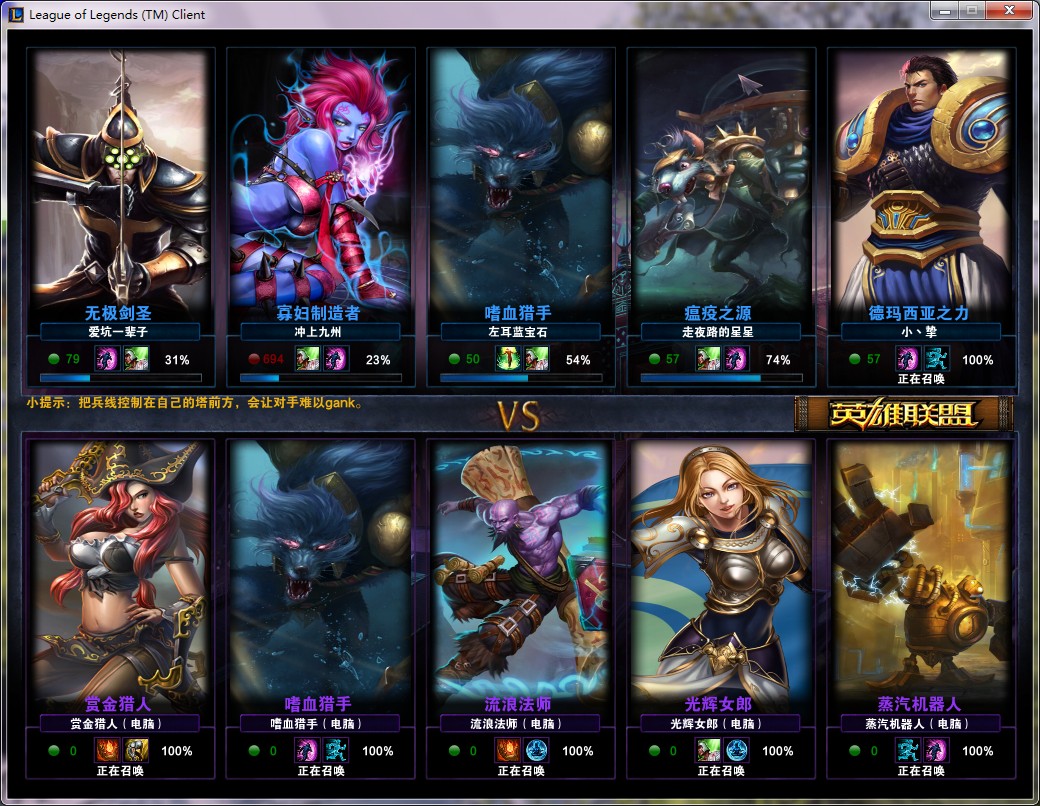 League of Legends (TM) Client
无极剑圣
爱坑一辈子
79
31%
寡妇制造者
冲上九州
694
23%
嗜血猎手
左耳蓝宝石
50
54%
瘟疫之源
走夜路的星星
57
74%
德玛西亚之力
小丶挚
57
100%
正在召唤
小提示：把兵线控制在自己的塔前方，会让对手难以gank。
VS
英雄联盟
赏金猎人
赏金猎人（电脑）
0
100%
正在召唤
嗜血猎手
嗜血猎手（电脑）
0
100%
正在召唤
流浪法师
流浪法师（电脑）
0
100%
正在召唤
光辉女郎
光辉女郎（电脑）
0
100%
正在召唤
蒸汽机器人
蒸汽机器人（电脑）
0
100%
正在召唤